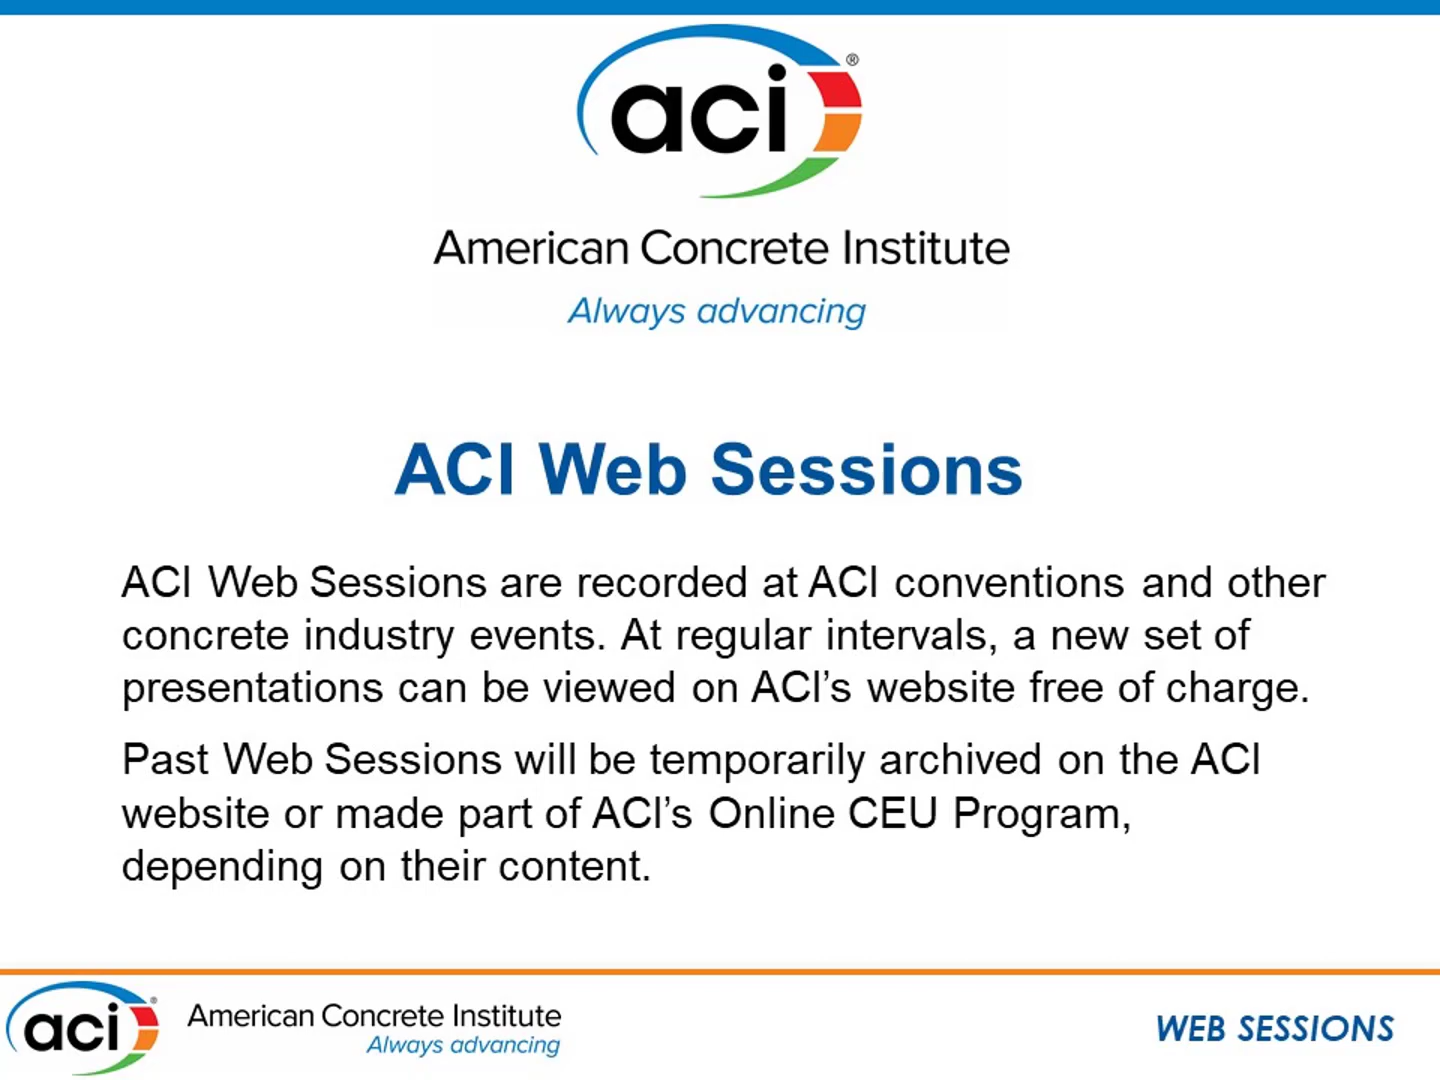 aci®
American Concrete Institute
Always advancing
ACI Web Sessions
ACI Web Sessions are recorded at ACI conventions and other
concrete industry events. At regular intervals, a new set of
presentations can be viewed on ACI’s website free of charge.
Past Web Sessions will be temporarily archived on the ACI
website or made part of ACI’s Online CEU Program,
depending on their content.
aci®
American Concrete Institute
Always advancing
WEB SESSIONS